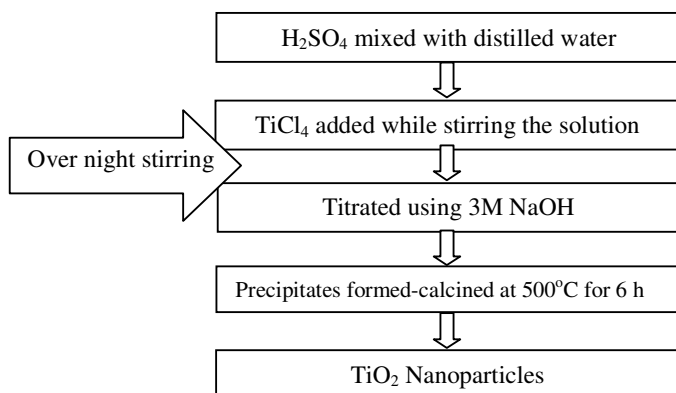 H₂SO₄ mixed with distilled water
TiCl₄ added while stirring the solution
Over night stirring
Titrated using 3M NaOH
Precipitates formed-calcined at 500°C for 6 h
TiO₂ Nanoparticles